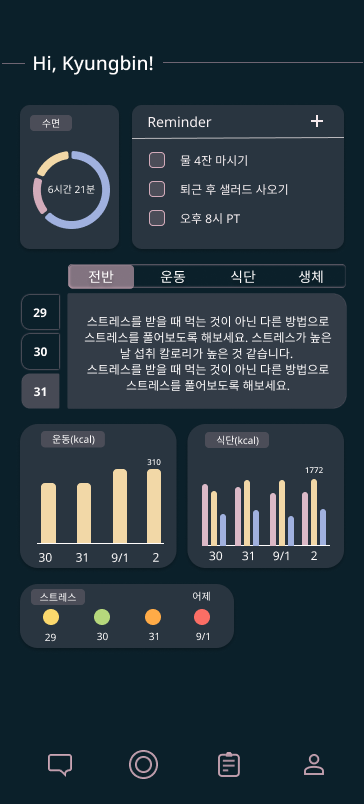 Hi, Kyungbin!
수면
6시간 21분
Reminder
물 4잔 마시기
퇴근 후 샐러드 사오기
오후 8시 PT
전반 운동 식단 생체
29
30
31
스트레스를 받을 때 먹는 것이 아닌 다른 방법으로
스트레스를 풀어보도록 해보세요. 스트레스가 높은
날 섭취 칼로리가 높은 것 같습니다.
스트레스를 받을 때 먹는 것이 아닌 다른 방법으로
스트레스를 풀어보도록 해보세요.
운동(kcal)
310
30 31 9/1 2
식단(kcal)
1772
30 31 9/1 2
스트레스 어제
29 30 31 9/1